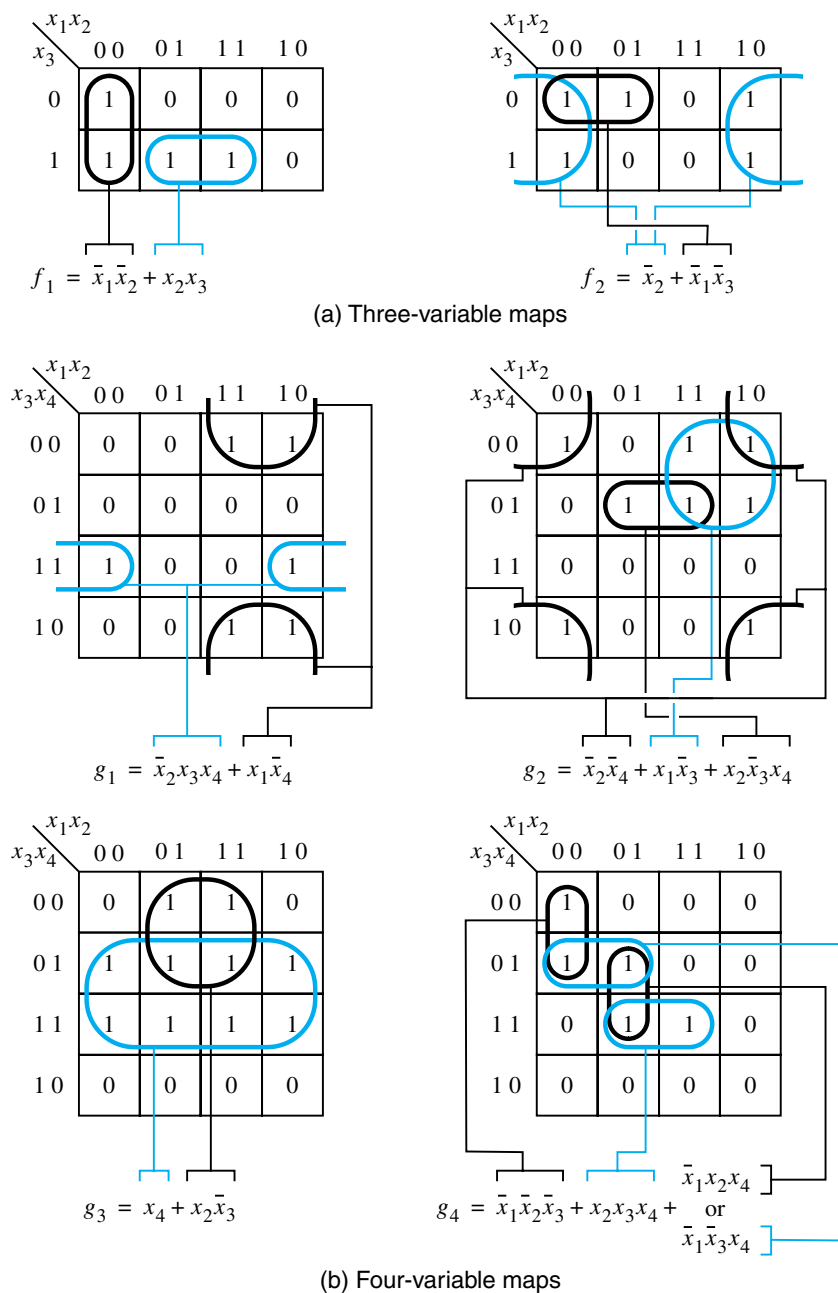 x₁x₂
x₃ 00 01 11 10
0 1 0 0 0
1 1 1 1 0
f₁ = x̄₁x̄₂ + x₂x₃
x₁x₂
x₃ 00 01 11 10
0 1 1 0 1
1 1 0 0 1
f₂ = x̄₂ + x̄₁x̄₃
(a) Three-variable maps
x₁x₂
x₃x₄ 00 01 11 10
00 0 0 1 1
01 0 0 0 0
11 1 0 0 1
10 0 0 1 1
g₁ = x̄₂x₃x₄ + x₁x̄₄
x₁x₂
x₃x₄ 00 01 11 10
00 1 0 1 1
01 0 1 1 1
11 0 0 0 0
10 1 0 0 1
g₂ = x̄₂x̄₄ + x₁x̄₃ + x₂x̄₃x₄
x₁x₂
x₃x₄ 00 01 11 10
00 0 1 1 0
01 1 1 1 1
11 1 1 1 1
10 0 0 0 0
g₃ = x₄ + x₂x̄₃
x₁x₂
x₃x₄ 00 01 11 10
00 1 0 0 0
01 1 1 0 0
11 0 1 1 0
10 0 0 0 0
x̄₁x₂x₄
g₄ = x̄₁x̄₂x̄₃ + x₂x₃x₄ + or
x̄₁x̄₃x₄
(b) Four-variable maps